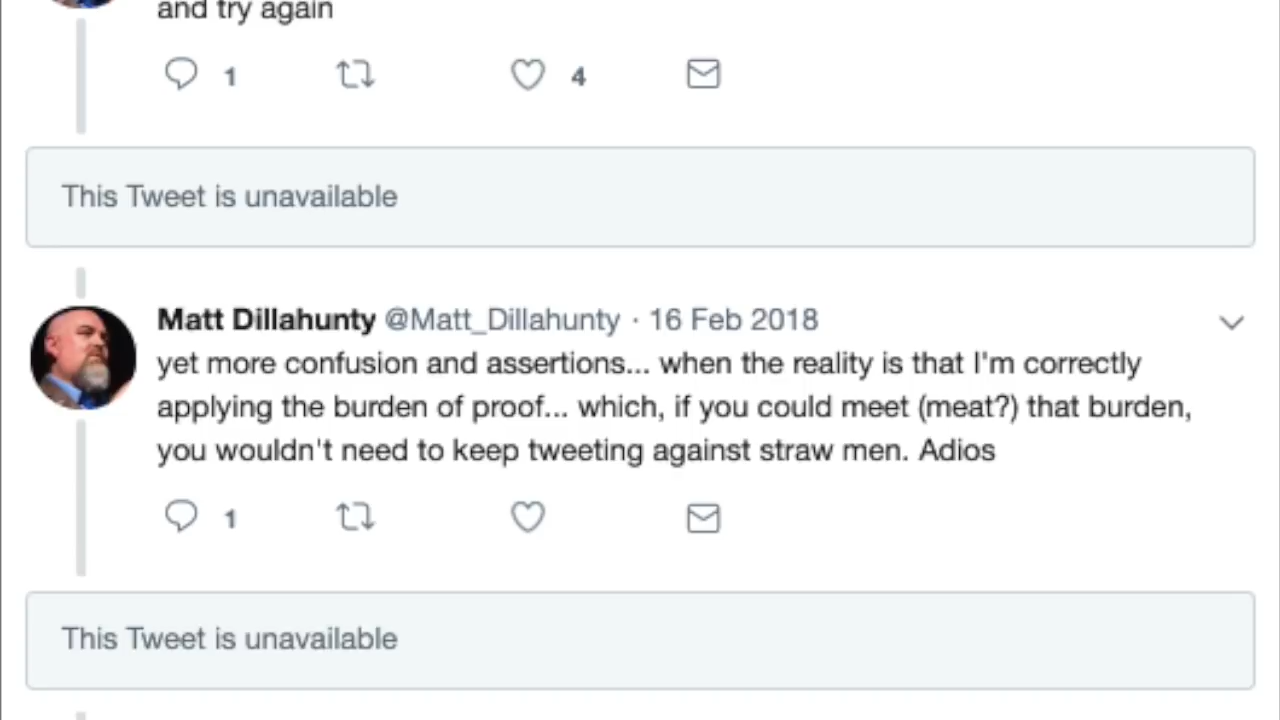 and try again
1 4
This Tweet is unavailable
Matt Dillahunty @Matt_Dillahunty · 16 Feb 2018
yet more confusion and assertions... when the reality is that I'm correctly
applying the burden of proof... which, if you could meet (meat?) that burden,
you wouldn't need to keep tweeting against straw men. Adios
1
This Tweet is unavailable